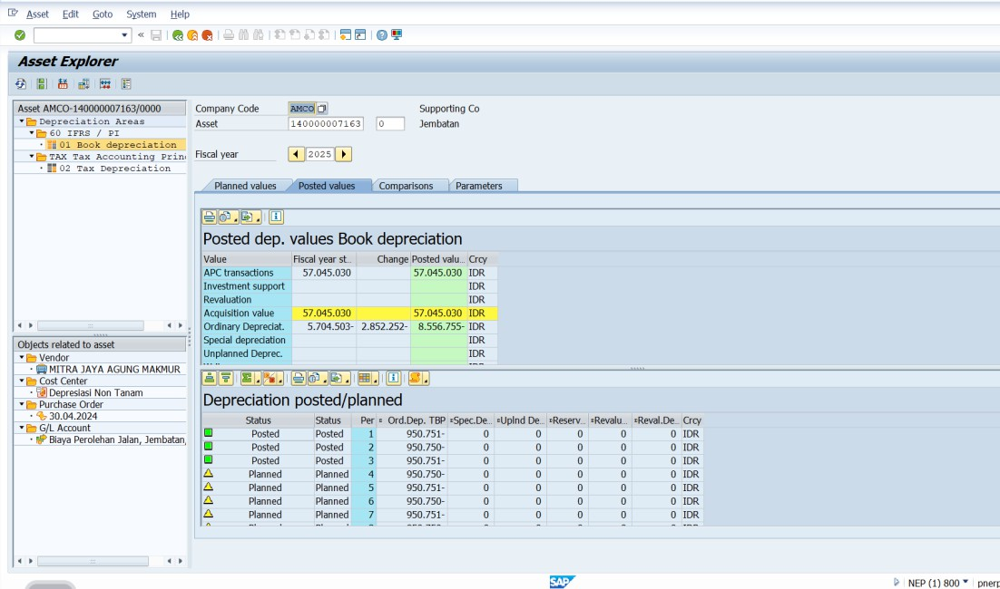 Asset Edit Goto System Help
Asset Explorer
Asset AMCO-140000007163/0000
Depreciation Areas
60 IFRS / PI
01 Book depreciation
TAX Tax Accounting Prin
02 Tax Depreciation
Objects related to asset
Vendor
MITRA JAYA AGUNG MAKMUR
Cost Center
Depresiasi Non Tanam
Purchase Order
30.04.2024
G/L Account
Biaya Perolehan Jalan, Jembatan,
Company Code AMCO Supporting Co
Asset 140000007163 0 Jembatan
Fiscal year 2025
Planned values Posted values Comparisons Parameters
Posted dep. values Book depreciation
Value Fiscal year st... Change Posted valu... Crcy
APC transactions 57.045.030 57.045.030 IDR
Investment support IDR
Revaluation IDR
Acquisition value 57.045.030 57.045.030 IDR
Ordinary Depreciat. 5.704.503- 2.852.252- 8.556.755- IDR
Special depreciation IDR
Unplanned Deprec. IDR
Depreciation posted/planned
Status Status Per Ord.Dep. TBP Spec.De... Uplnd De... Reserv... Revalu... Reval.De... Crcy
Posted Posted 1 950.751- 0 0 0 0 0 IDR
Posted Posted 2 950.750- 0 0 0 0 0 IDR
Posted Posted 3 950.751- 0 0 0 0 0 IDR
Planned Planned 4 950.750- 0 0 0 0 0 IDR
Planned Planned 5 950.751- 0 0 0 0 0 IDR
Planned Planned 6 950.750- 0 0 0 0 0 IDR
Planned Planned 7 950.751- 0 0 0 0 0 IDR
SAP NEP (1) 800 pnerp